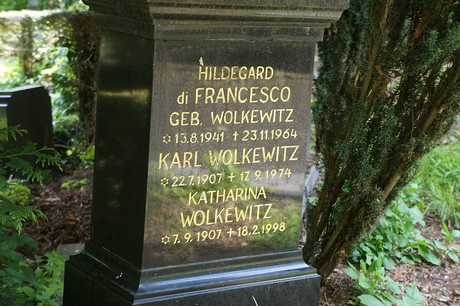 HILDEGARD
di FRANCESCO
GEB. WOLKEWITZ
✡ 13.8.1941 + 23.11.1964
KARL WOLKEWITZ
✡ 22.7.1907 + 17.9.1974
KATHARINA
WOLKEWITZ
✡ 7.9.1907 + 18.2.1998